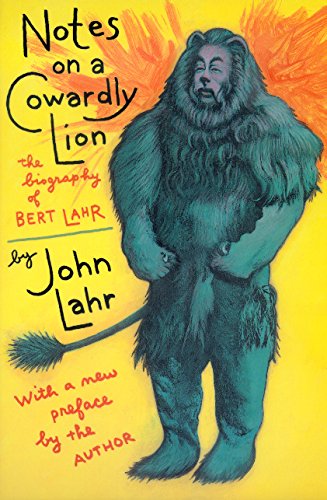 Notes
on a
Cowardly
Lion
the
biography
of
BERT LAHR
by
John
Lahr
With a new
preface
by the
AUTHOR